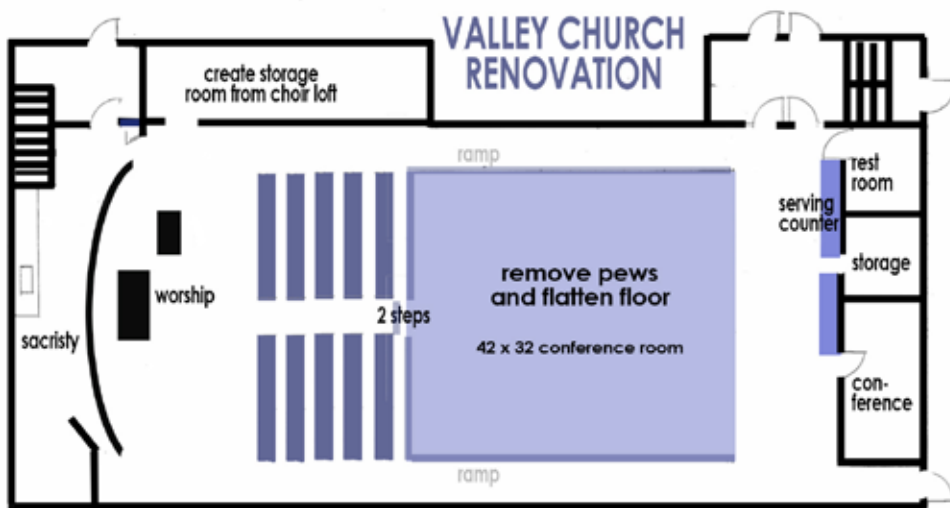 VALLEY CHURCH
RENOVATION
create storage
room from choir loft
ramp
rest
room
serving
counter
storage
remove pews
and flatten floor
worship
2 steps
sacristy
42 x 32 conference room
con-
ference
ramp